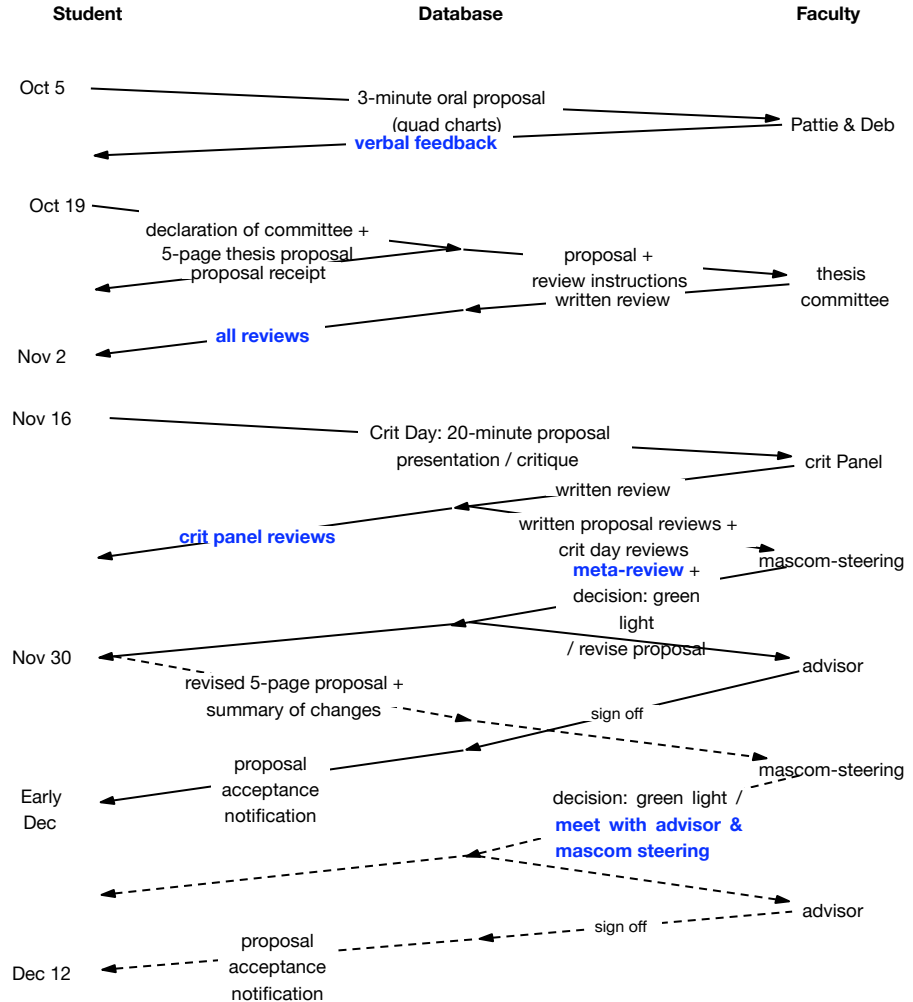 Student Database Faculty
Oct 5
3-minute oral proposal
(quad charts)
Pattie & Deb
verbal feedback
Oct 19
declaration of committee +
5-page thesis proposal
proposal receipt
proposal +
review instructions
written review
thesis
committee
all reviews
Nov 2
Nov 16
Crit Day: 20-minute proposal
presentation / critique
crit Panel
written review
crit panel reviews
written proposal reviews +
crit day reviews
mascom-steering
meta-review +
decision: green
light
/ revise proposal
Nov 30
advisor
revised 5-page proposal +
summary of changes
sign off
mascom-steering
proposal
acceptance
notification
Early
Dec
decision: green light /
meet with advisor &
mascom steering
advisor
sign off
proposal
acceptance
notification
Dec 12